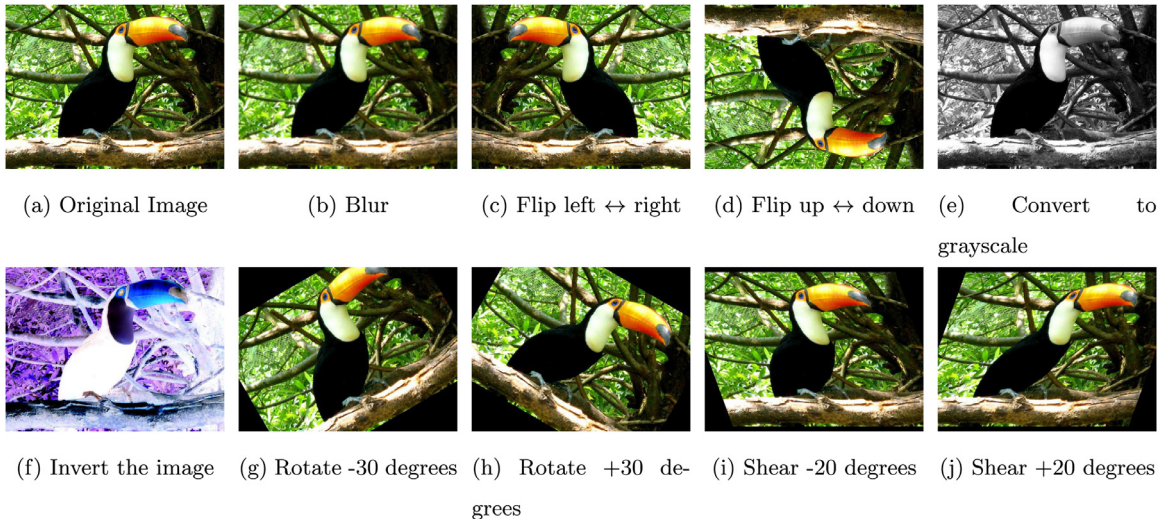 (a) Original Image
(b) Blur
(c) Flip left ↔ right
(d) Flip up ↔ down
(e) Convert to
grayscale
(f) Invert the image
(g) Rotate -30 degrees
(h) Rotate +30 de-
grees
(i) Shear -20 degrees
(j) Shear +20 degrees